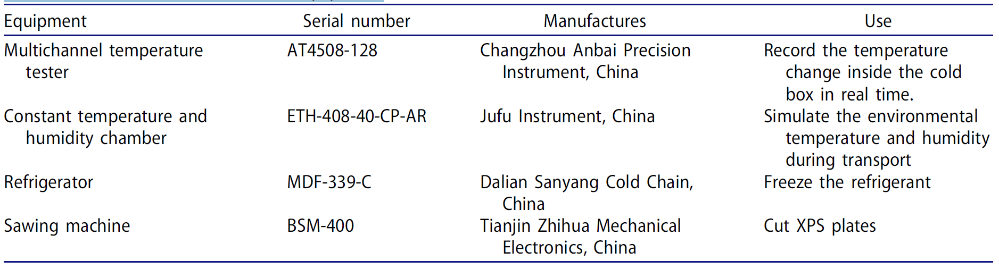 Equipment Serial number Manufactures Use
Multichannel temperature AT4508-128 Changzhou Anbai Precision Record the temperature
tester Instrument, China change inside the cold
box in real time.
Constant temperature and ETH-408-40-CP-AR Jufu Instrument, China Simulate the environmental
humidity chamber temperature and humidity
during transport
Refrigerator MDF-339-C Dalian Sanyang Cold Chain, Freeze the refrigerant
China
Sawing machine BSM-400 Tianjin Zhihua Mechanical Cut XPS plates
Electronics, China